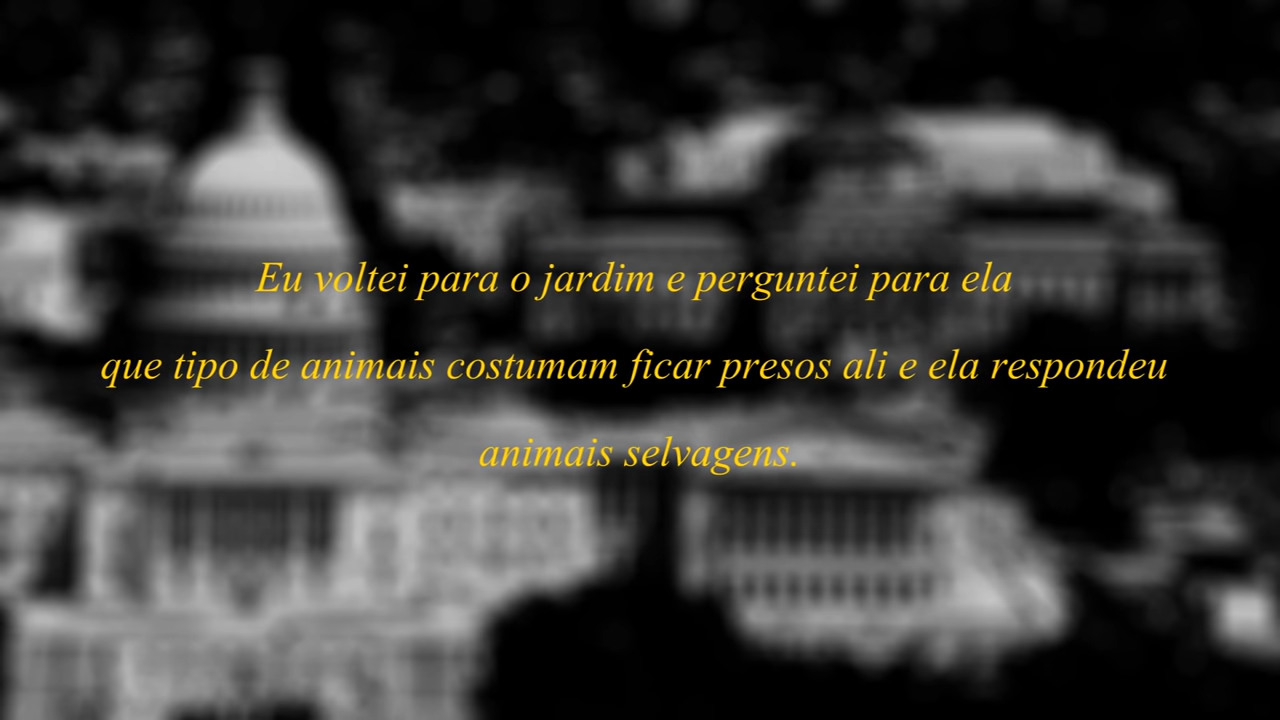 Eu voltei para o jardim e perguntei para ela
que tipo de animais costumam ficar presos ali e ela respondeu
animais selvagens.